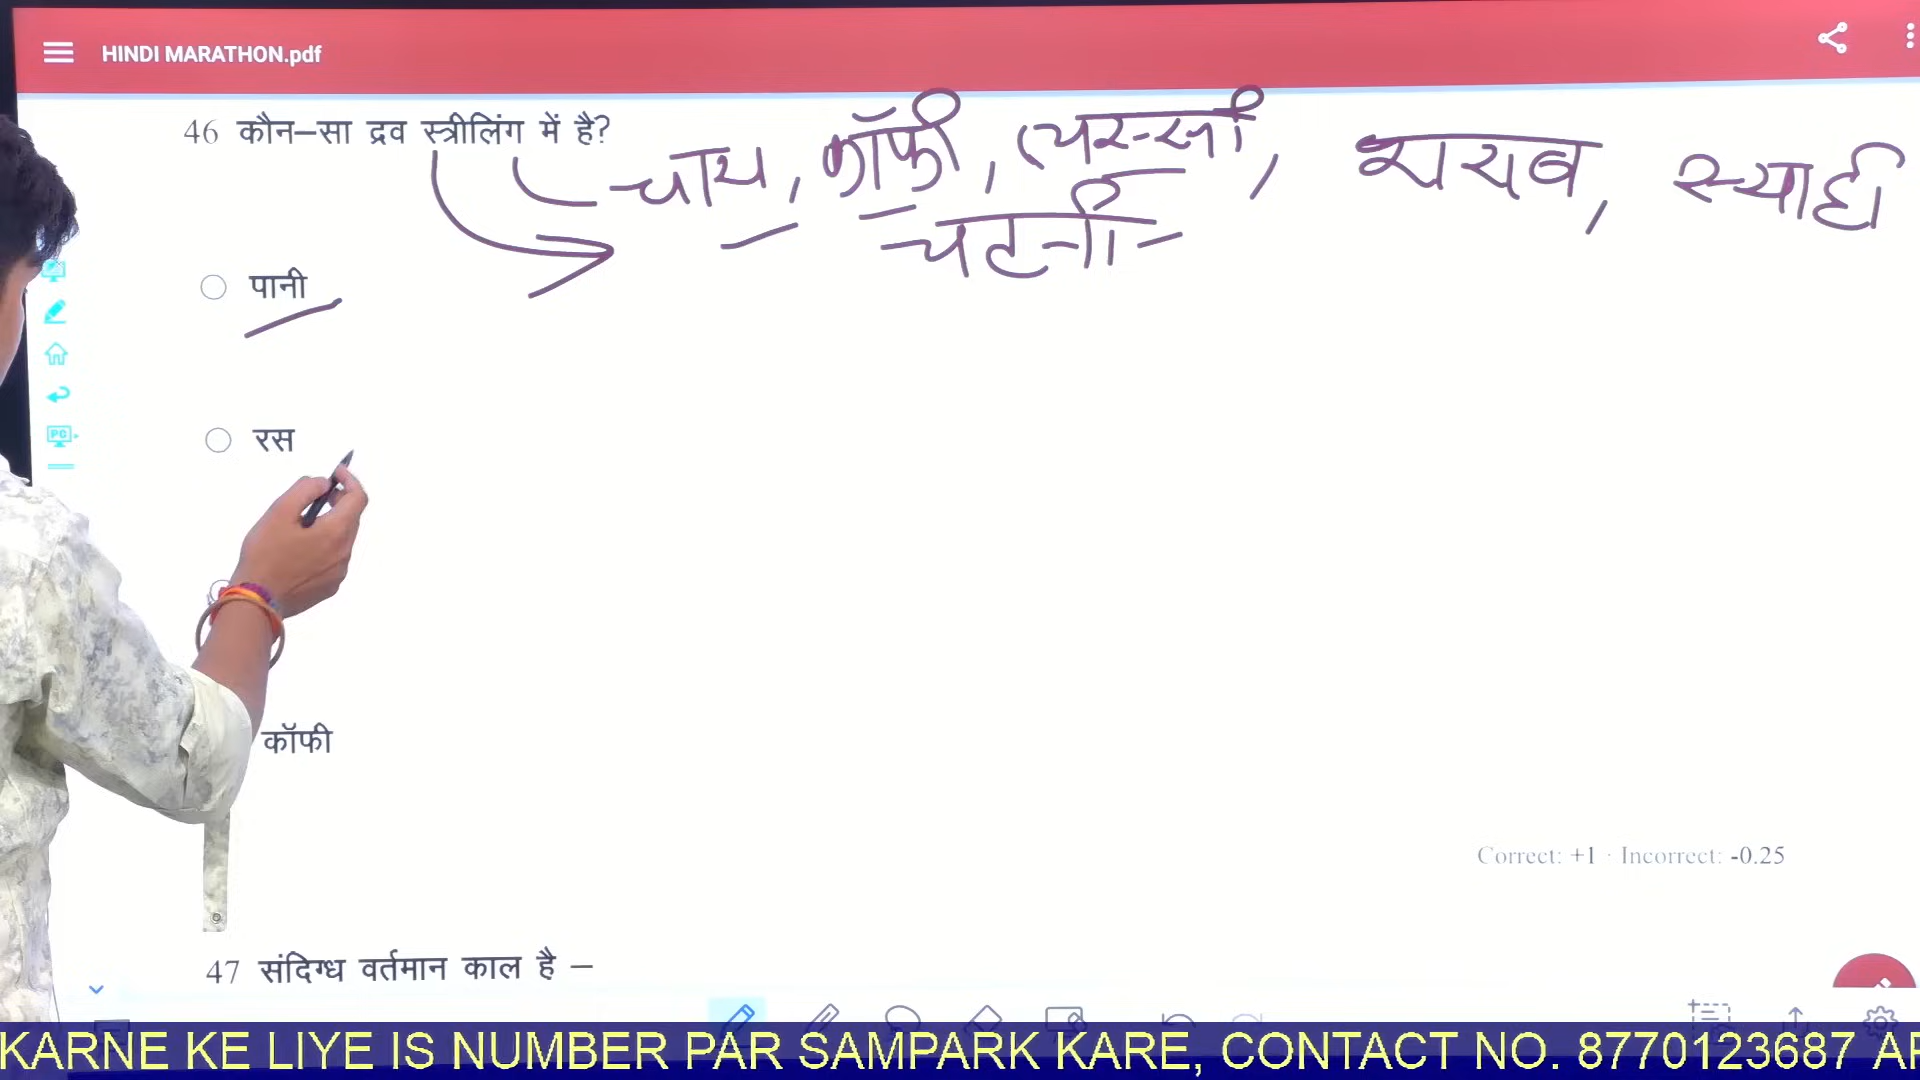 HINDI MARATHON.pdf
46 कौन–सा द्रव स्त्रीलिंग में है?
चाय, कॉफी, लस्सी, शराब, स्याही
चटनी
पानी
रस
कॉफी
Correct: +1 · Incorrect: -0.25
47 संदिग्ध वर्तमान काल है –
KARNE KE LIYE IS NUMBER PAR SAMPARK KARE, CONTACT NO. 8770123687